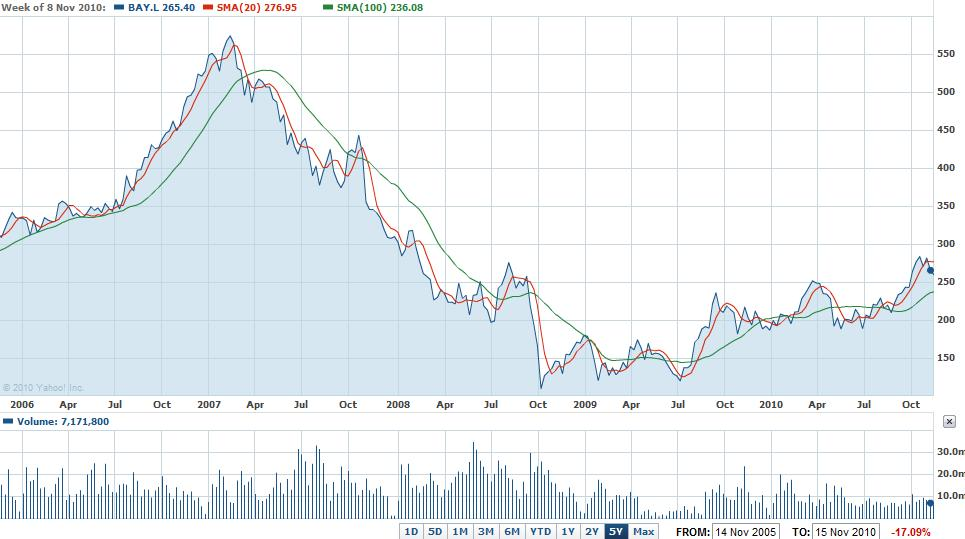 Week of 8 Nov 2010: BAY.L 265.40 SMA(20) 276.95 SMA(100) 236.08
550
500
450
400
350
300
250
200
150
© 2010 Yahoo! Inc.
2006 Apr Jul Oct 2007 Apr Jul Oct 2008 Apr Jul Oct 2009 Apr Jul Oct 2010 Apr Jul Oct
Volume: 7,171,800
30.0m
20.0m
10.0m
1D 5D 1M 3M 6M YTD 1Y 2Y 5Y Max FROM: 14 Nov 2005 TO: 15 Nov 2010 -17.09%